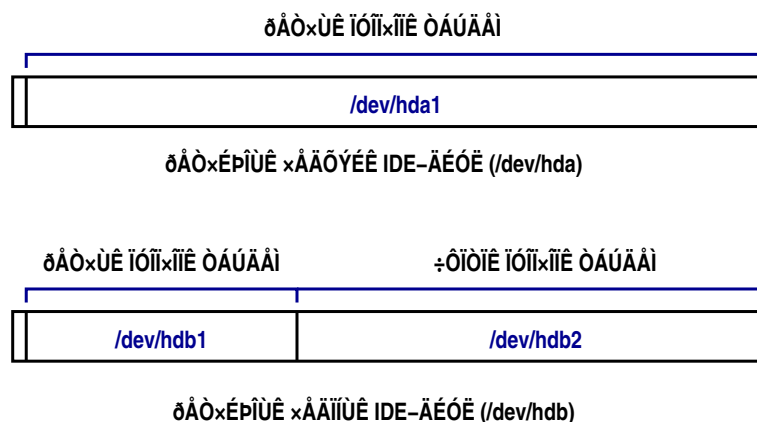 ðÅÒ×ÙÊ ÏÓÎÏ×ÎÏÊ ÒÁÚÄÅÌ
/dev/hda1
ðÅÒ×ÉÞÎÙÊ ×ÅÄÕÝÉÊ IDE−ÄÉÓË (/dev/hda)
ðÅÒ×ÙÊ ÏÓÎÏ×ÎÏÊ ÒÁÚÄÅÌ
÷ÔÏÒÏÊ ÏÓÎÏ×ÎÏÊ ÒÁÚÄÅÌ
/dev/hdb1
/dev/hdb2
ðÅÒ×ÉÞÎÙÊ ×ÅÄÏÍÙÊ IDE−ÄÉÓË (/dev/hdb)